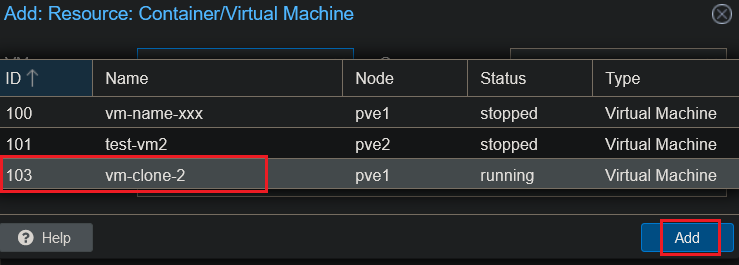 Add: Resource: Container/Virtual Machine
ID Name Node Status Type
100 vm-name-xxx pve1 stopped Virtual Machine
101 test-vm2 pve2 stopped Virtual Machine
103 vm-clone-2 pve1 running Virtual Machine
Help Add